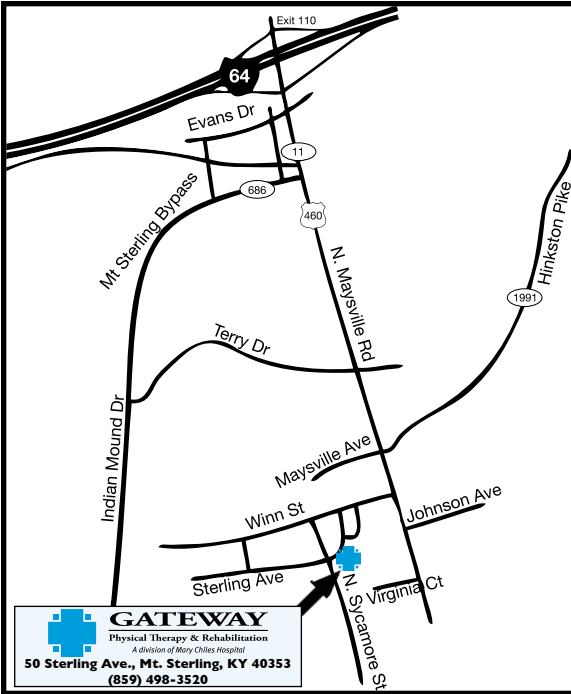 Exit 110
64
Evans Dr
11
686
Mt Sterling Bypass
460
Hinkston Pike
N. Maysville Rd
1991
Terry Dr
Indian Mound Dr
Maysville Ave
Winn St
Johnson Ave
Sterling Ave
Virginia Ct
N. Sycamore St
GATEWAY
Physical Therapy & Rehabilitation
A division of Mary Chiles Hospital
50 Sterling Ave., Mt. Sterling, KY 40353
(859) 498-3520